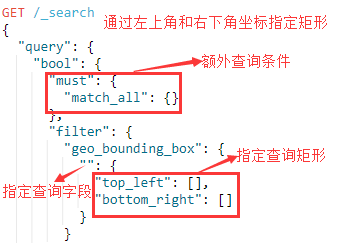 GET /_search
通过左上角和右下角坐标指定矩形
{
"query": {
"bool": {
额外查询条件
"must": {
"match_all": {}
},
"filter": {
"geo_bounding_box": {
指定查询矩形
"": {
指定查询字段
"top_left": [],
"bottom_right": []
}
}